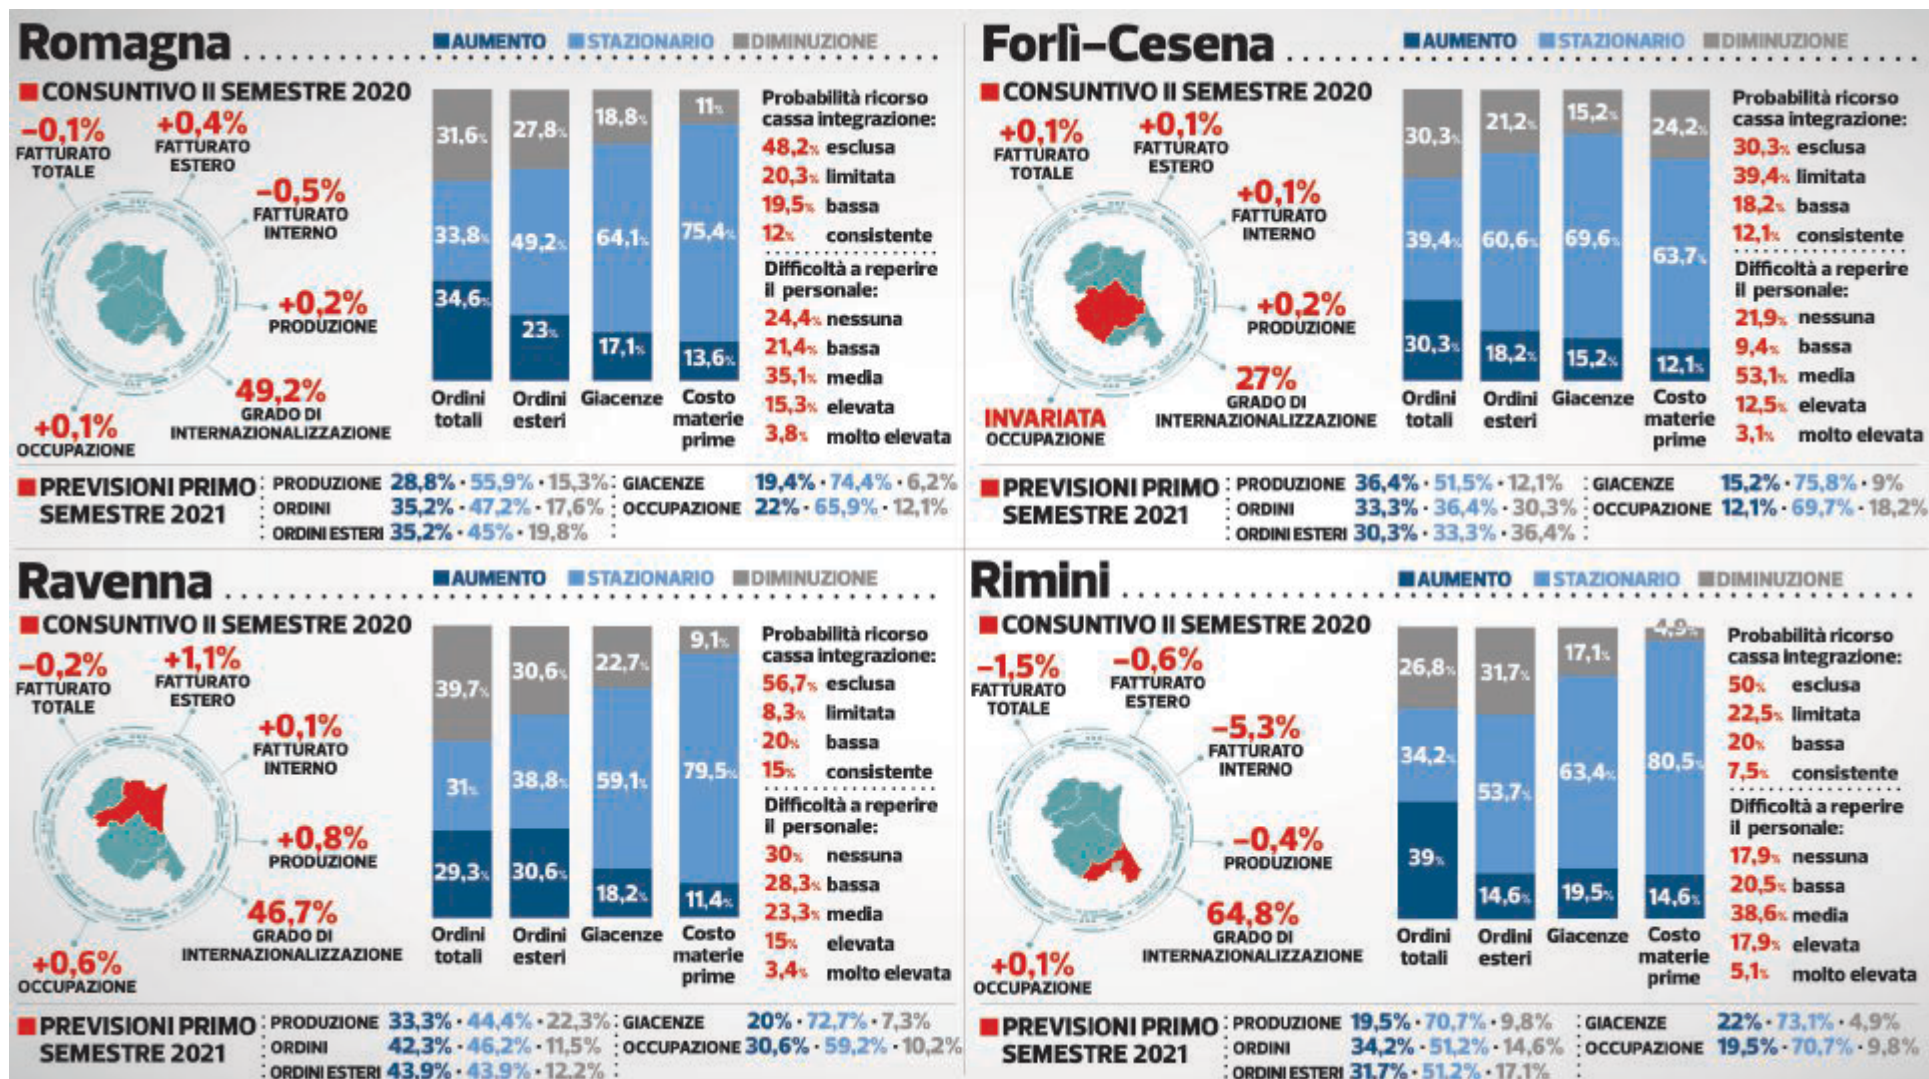 Romagna
AUMENTO STAZIONARIO DIMINUZIONE
CONSUNTIVO II SEMESTRE 2020
-0,1%
FATTURATO
TOTALE
+0,4%
FATTURATO
ESTERO
-0,5%
FATTURATO
INTERNO
+0,2%
PRODUZIONE
49,2%
GRADO DI
INTERNAZIONALIZZAZIONE
+0,1%
OCCUPAZIONE
31,6% 27,8% 18,8% 11%
33,8% 49,2% 64,1% 75,4%
34,6% 23% 17,1% 13,6%
Ordini totali
Ordini esteri
Giacenze
Costo materie prime
Probabilità ricorso
cassa integrazione:
48,2% esclusa
20,3% limitata
19,5% bassa
12% consistente
Difficoltà a reperire
il personale:
24,4% nessuna
21,4% bassa
35,1% media
15,3% elevata
3,8% molto elevata
PREVISIONI PRIMO
SEMESTRE 2021
PRODUZIONE 28,8% · 55,9% · 15,3%
ORDINI 35,2% · 47,2% · 17,6%
ORDINI ESTERI 35,2% · 45% · 19,8%
GIACENZE 19,4% · 74,4% · 6,2%
OCCUPAZIONE 22% · 65,9% · 12,1%
Forlì-Cesena
AUMENTO STAZIONARIO DIMINUZIONE
CONSUNTIVO II SEMESTRE 2020
+0,1%
FATTURATO
TOTALE
+0,1%
FATTURATO
ESTERO
+0,1%
FATTURATO
INTERNO
+0,2%
PRODUZIONE
27%
GRADO DI
INTERNAZIONALIZZAZIONE
INVARIATA
OCCUPAZIONE
30,3% 21,2% 15,2% 24,2%
39,4% 60,6% 69,6% 63,7%
30,3% 18,2% 15,2% 12,1%
Ordini totali
Ordini esteri
Giacenze
Costo materie prime
Probabilità ricorso
cassa integrazione:
30,3% esclusa
39,4% limitata
18,2% bassa
12,1% consistente
Difficoltà a reperire
il personale:
21,9% nessuna
9,4% bassa
53,1% media
12,5% elevata
3,1% molto elevata
PREVISIONI PRIMO
SEMESTRE 2021
PRODUZIONE 36,4% · 51,5% · 12,1%
ORDINI 33,3% · 36,4% · 30,3%
ORDINI ESTERI 30,3% · 33,3% · 36,4%
GIACENZE 15,2% · 75,8% · 9%
OCCUPAZIONE 12,1% · 69,7% · 18,2%
Ravenna
AUMENTO STAZIONARIO DIMINUZIONE
CONSUNTIVO II SEMESTRE 2020
-0,2%
FATTURATO
TOTALE
+1,1%
FATTURATO
ESTERO
+0,1%
FATTURATO
INTERNO
+0,8%
PRODUZIONE
46,7%
GRADO DI
INTERNAZIONALIZZAZIONE
+0,6%
OCCUPAZIONE
39,7% 30,6% 22,7% 9,1%
31% 38,8% 59,1% 79,5%
29,3% 30,6% 18,2% 11,4%
Ordini totali
Ordini esteri
Giacenze
Costo materie prime
Probabilità ricorso
cassa integrazione:
56,7% esclusa
8,3% limitata
20% bassa
15% consistente
Difficoltà a reperire
il personale:
30% nessuna
28,3% bassa
23,3% media
15% elevata
3,4% molto elevata
PREVISIONI PRIMO
SEMESTRE 2021
PRODUZIONE 33,3% · 44,4% · 22,3%
ORDINI 42,3% · 46,2% · 11,5%
ORDINI ESTERI 43,9% · 43,9% · 12,2%
GIACENZE 20% · 72,7% · 7,3%
OCCUPAZIONE 30,6% · 59,2% · 10,2%
Rimini
AUMENTO STAZIONARIO DIMINUZIONE
CONSUNTIVO II SEMESTRE 2020
-1,5%
FATTURATO
TOTALE
-0,6%
FATTURATO
ESTERO
-5,3%
FATTURATO
INTERNO
-0,4%
PRODUZIONE
64,8%
GRADO DI
INTERNAZIONALIZZAZIONE
+0,1%
OCCUPAZIONE
26,8% 31,7% 17,1% 4,9%
34,2% 53,7% 63,4% 80,5%
39% 14,6% 19,5% 14,6%
Ordini totali
Ordini esteri
Giacenze
Costo materie prime
Probabilità ricorso
cassa integrazione:
50% esclusa
22,5% limitata
20% bassa
7,5% consistente
Difficoltà a reperire
il personale:
17,9% nessuna
20,5% bassa
38,6% media
17,9% elevata
5,1% molto elevata
PREVISIONI PRIMO
SEMESTRE 2021
PRODUZIONE 19,5% · 70,7% · 9,8%
ORDINI 34,2% · 51,2% · 14,6%
ORDINI ESTERI 31,7% · 51,2% · 17,1%
GIACENZE 22% · 73,1% · 4,9%
OCCUPAZIONE 19,5% · 70,7% · 9,8%